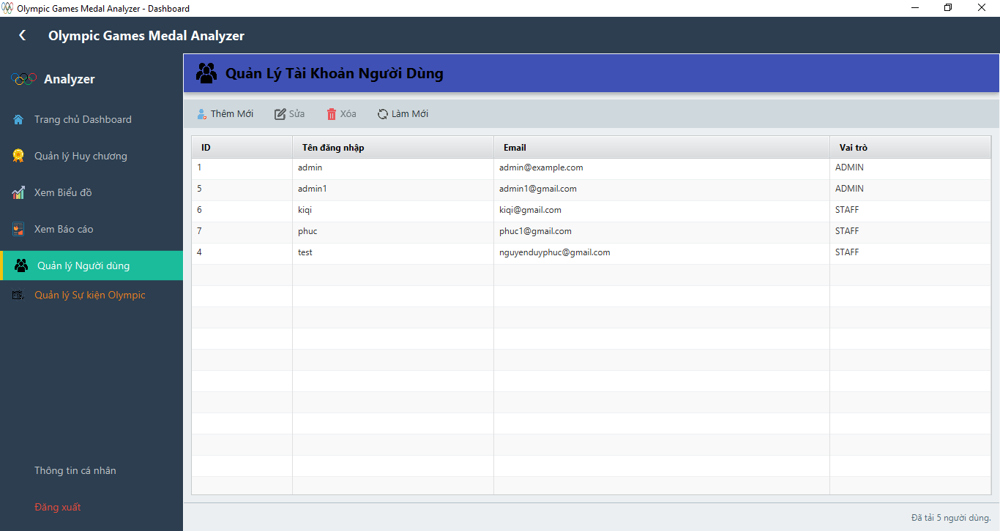 Olympic Games Medal Analyzer - Dashboard
Olympic Games Medal Analyzer
Analyzer
Trang chủ Dashboard
Quản lý Huy chương
Xem Biểu đồ
Xem Báo cáo
Quản lý Người dùng
Quản lý Sự kiện Olympic
Thông tin cá nhân
Đăng xuất
Quản Lý Tài Khoản Người Dùng
Thêm Mới Sửa Xóa Làm Mới
ID Tên đăng nhập Email Vai trò
1 admin admin@example.com ADMIN
5 admin1 admin1@gmail.com ADMIN
6 kiqi kiqi@gmail.com STAFF
7 phuc phuc1@gmail.com STAFF
4 test nguyenduyphuc@gmail.com STAFF
Đã tải 5 người dùng.